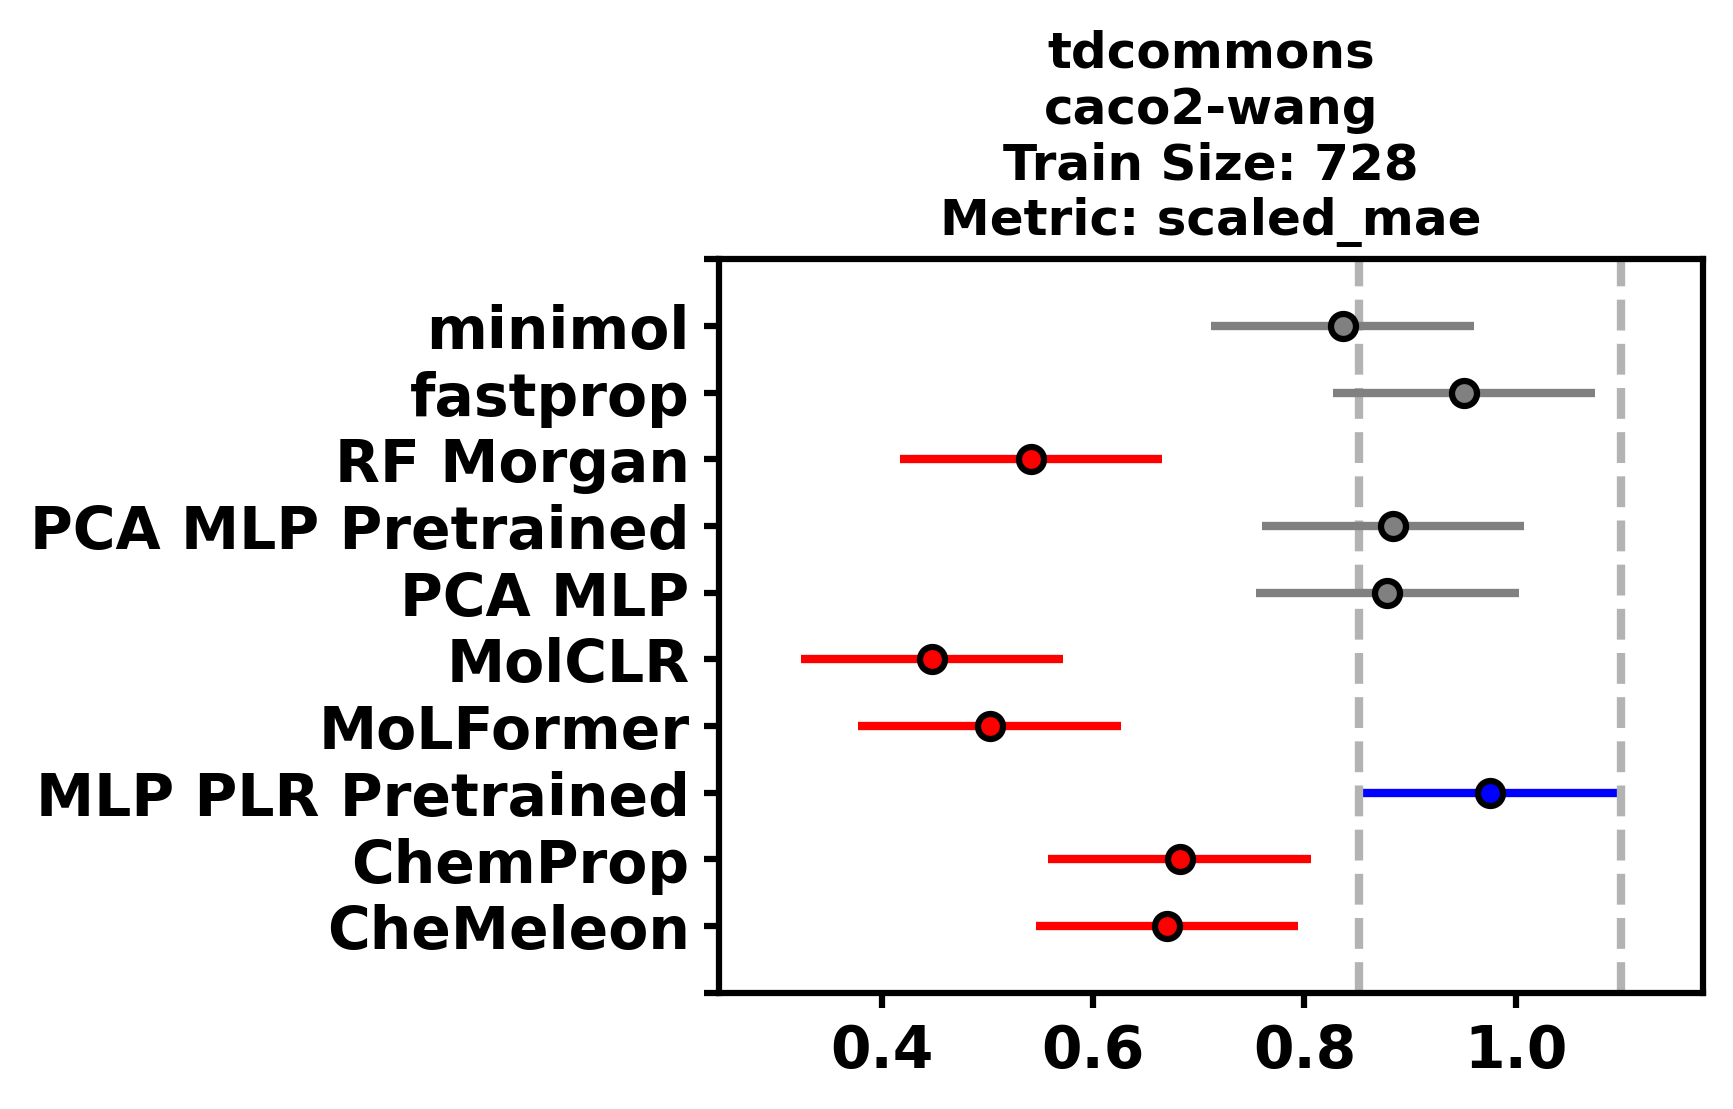 tdcommons
caco2-wang
Train Size: 728
Metric: scaled_mae
minimol
fastprop
RF Morgan
PCA MLP Pretrained
PCA MLP
MolCLR
MoLFormer
MLP PLR Pretrained
ChemProp
CheMeleon
0.4 0.6 0.8 1.0